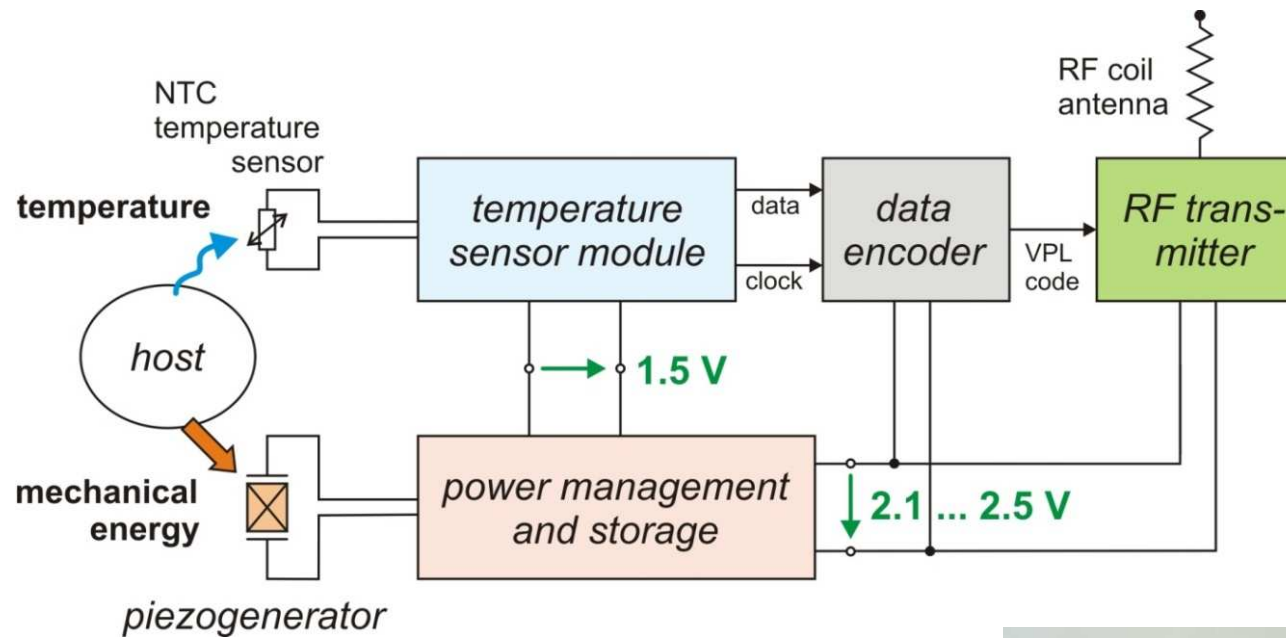 NTC
temperature
sensor
temperature
host
mechanical
energy
piezogenerator
temperature
sensor module
data
clock
data
encoder
VPL
code
RF trans-
mitter
RF coil
antenna
1.5 V
power management
and storage
2.1 ... 2.5 V